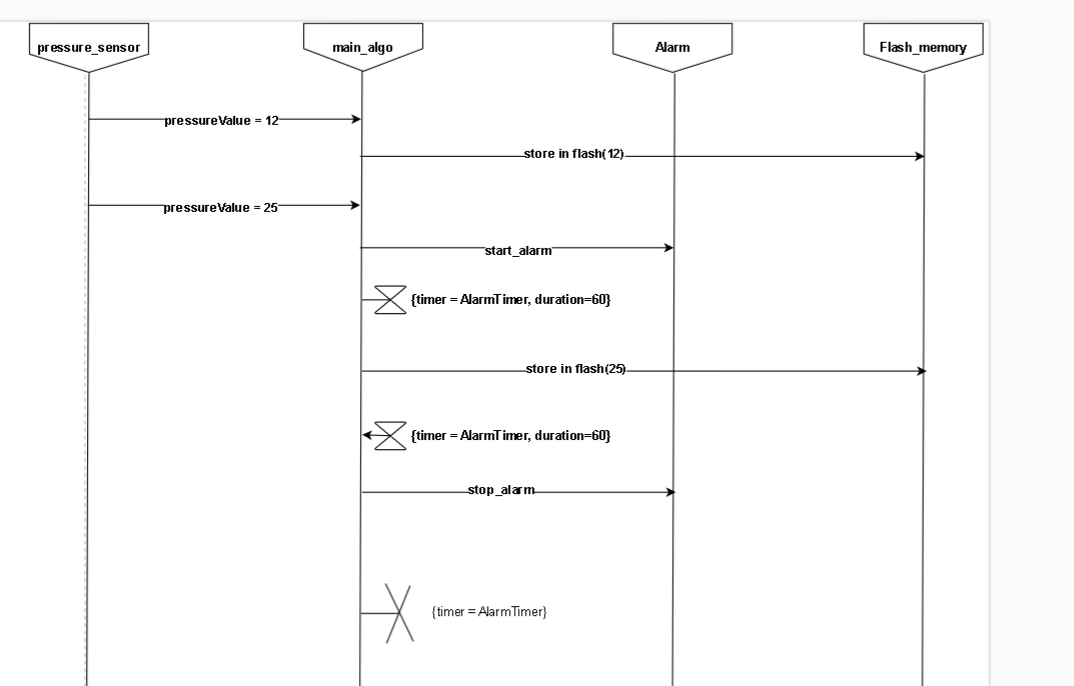 pressure_sensor
main_algo
Alarm
Flash_memory
pressureValue = 12
store in flash(12)
pressureValue = 25
start_alarm
{timer = AlarmTimer, duration=60}
store in flash(25)
{timer = AlarmTimer, duration=60}
stop_alarm
{timer = AlarmTimer}